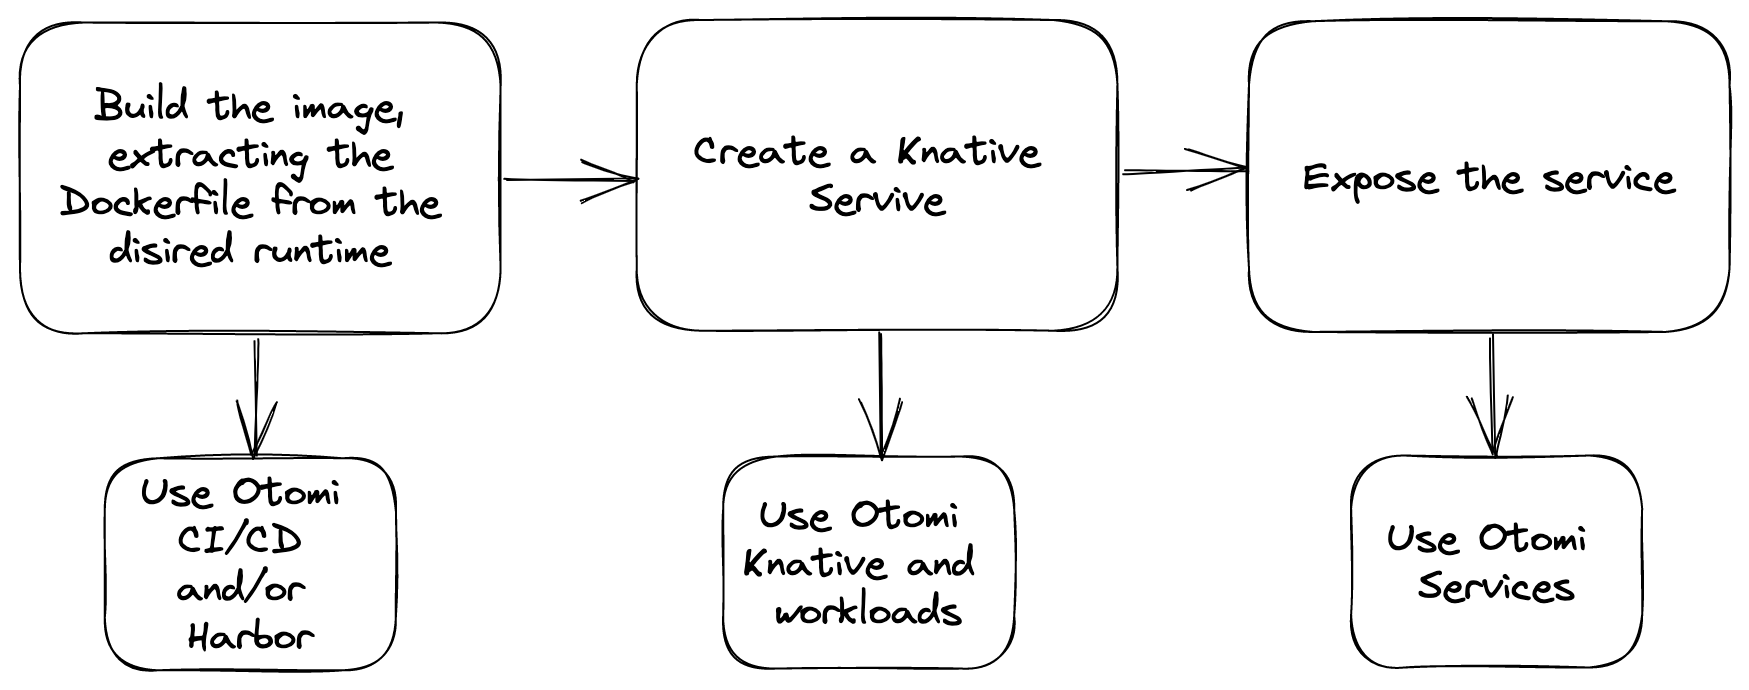 Build the image,
extracting the
Dockerfile from the
disired runtime
Create a Knative
Servive
Expose the service
Use Otomi
CI/CD
and/or
Harbor
Use Otomi
Knative and
workloads
Use Otomi
Services